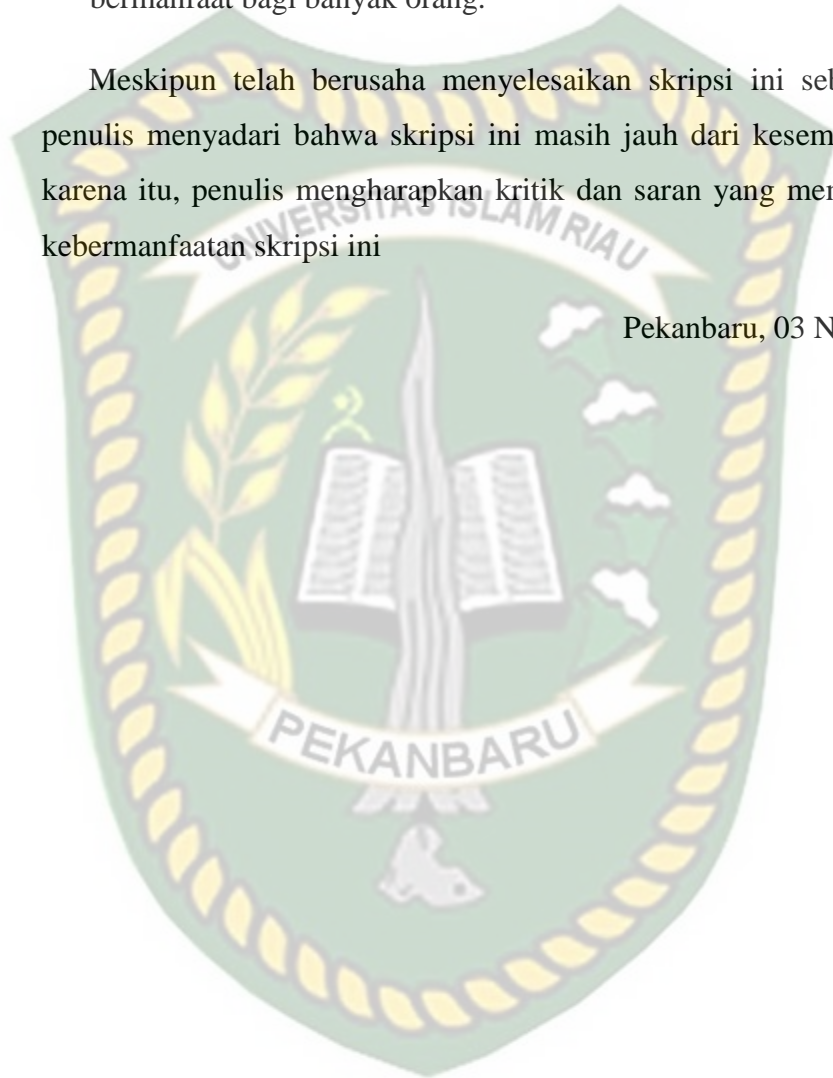 bermanfaat bagi banyak orang.
Meskipun telah berusaha menyelesaikan skripsi ini seb
penulis menyadari bahwa skripsi ini masih jauh dari kesem
karena itu, penulis mengharapkan kritik dan saran yang mem
kebermanfaatan skripsi ini
UNIVERSITAS ISLAM RIAU
Pekanbaru, 03 N
PEKANBARU